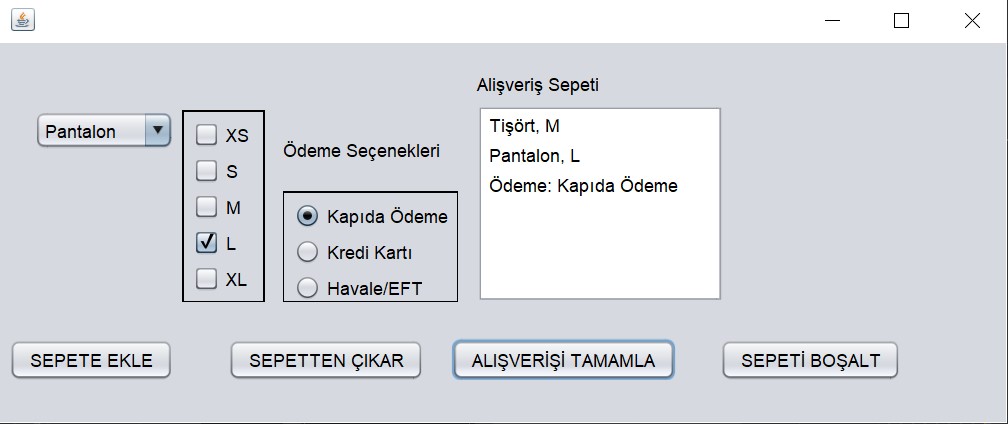 Pantalon
XS
S
M
L
XL
Ödeme Seçenekleri
Kapıda Ödeme
Kredi Kartı
Havale/EFT
Alişveriş Sepeti
Tişört, M
Pantalon, L
Ödeme: Kapıda Ödeme
SEPETE EKLE
SEPETTEN ÇIKAR
ALIŞVERİŞİ TAMAMLA
SEPETİ BOŞALT